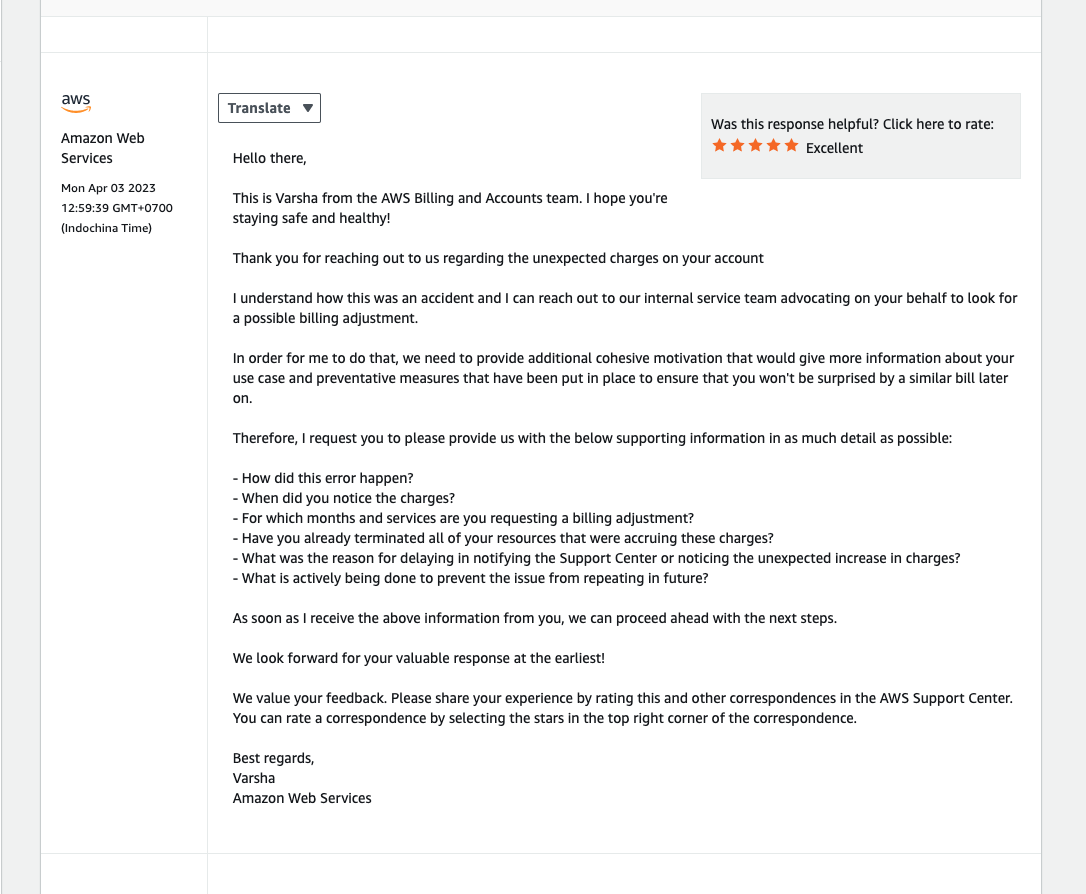 aws
Amazon Web
Services
Mon Apr 03 2023
12:59:39 GMT+0700
(Indochina Time)
Translate ▼
Was this response helpful? Click here to rate:
★★★★★ Excellent
Hello there,
This is Varsha from the AWS Billing and Accounts team. I hope you're
staying safe and healthy!
Thank you for reaching out to us regarding the unexpected charges on your account
I understand how this was an accident and I can reach out to our internal service team advocating on your behalf to look for
a possible billing adjustment.
In order for me to do that, we need to provide additional cohesive motivation that would give more information about your
use case and preventative measures that have been put in place to ensure that you won't be surprised by a similar bill later
on.
Therefore, I request you to please provide us with the below supporting information in as much detail as possible:
- How did this error happen?
- When did you notice the charges?
- For which months and services are you requesting a billing adjustment?
- Have you already terminated all of your resources that were accruing these charges?
- What was the reason for delaying in notifying the Support Center or noticing the unexpected increase in charges?
- What is actively being done to prevent the issue from repeating in future?
As soon as I receive the above information from you, we can proceed ahead with the next steps.
We look forward for your valuable response at the earliest!
We value your feedback. Please share your experience by rating this and other correspondences in the AWS Support Center.
You can rate a correspondence by selecting the stars in the top right corner of the correspondence.
Best regards,
Varsha
Amazon Web Services